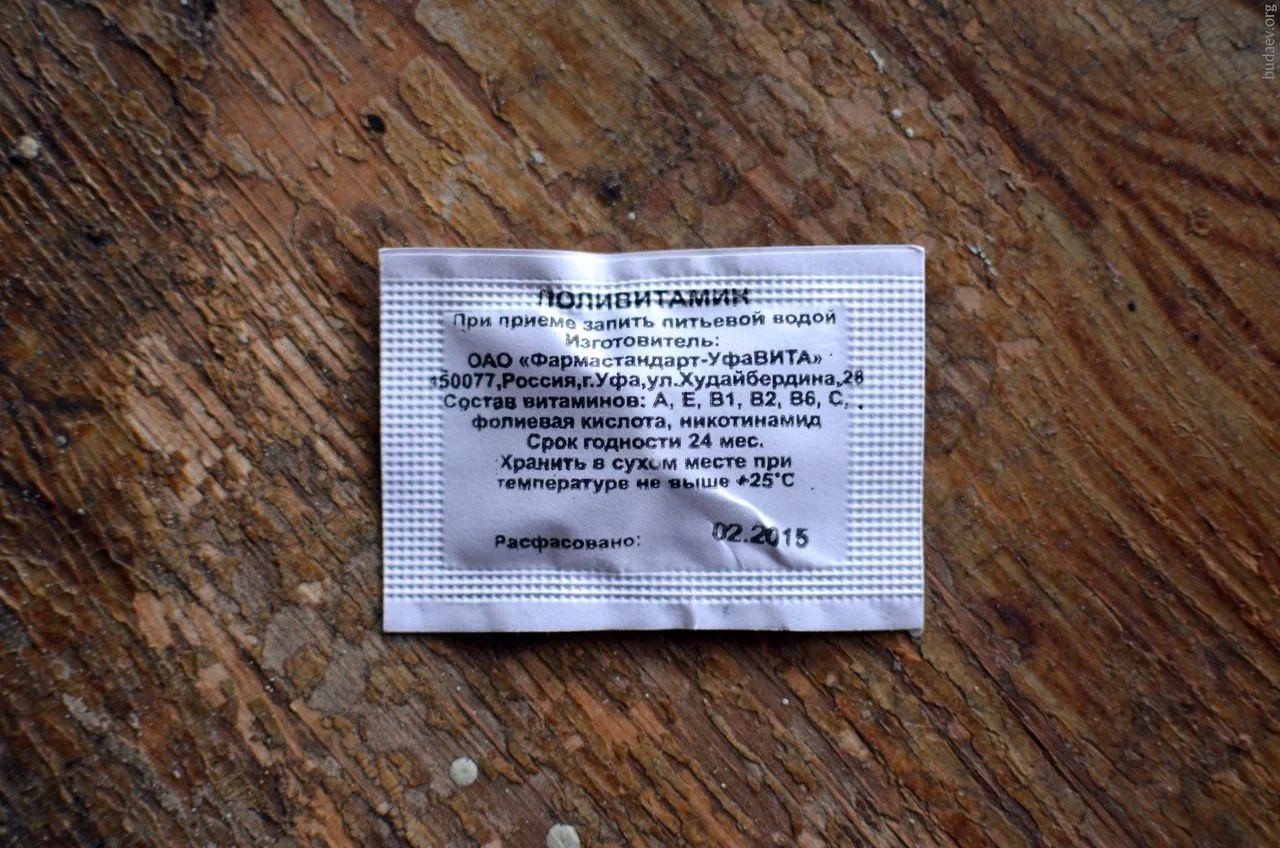 ПОЛИВИТАМИН
При приеме запить питьевой водой
Изготовитель:
ОАО «Фармастандарт-УфаВИТА»
450077,Россия,г.Уфа,ул.Худайбердина,28
Состав витаминов: А, Е, В1, В2, В6, С,
фолиевая кислота, никотинамид
Срок годности 24 мес.
Хранить в сухом месте при
температуре не выше +25°С
Расфасовано: 02.2015
budaev.org